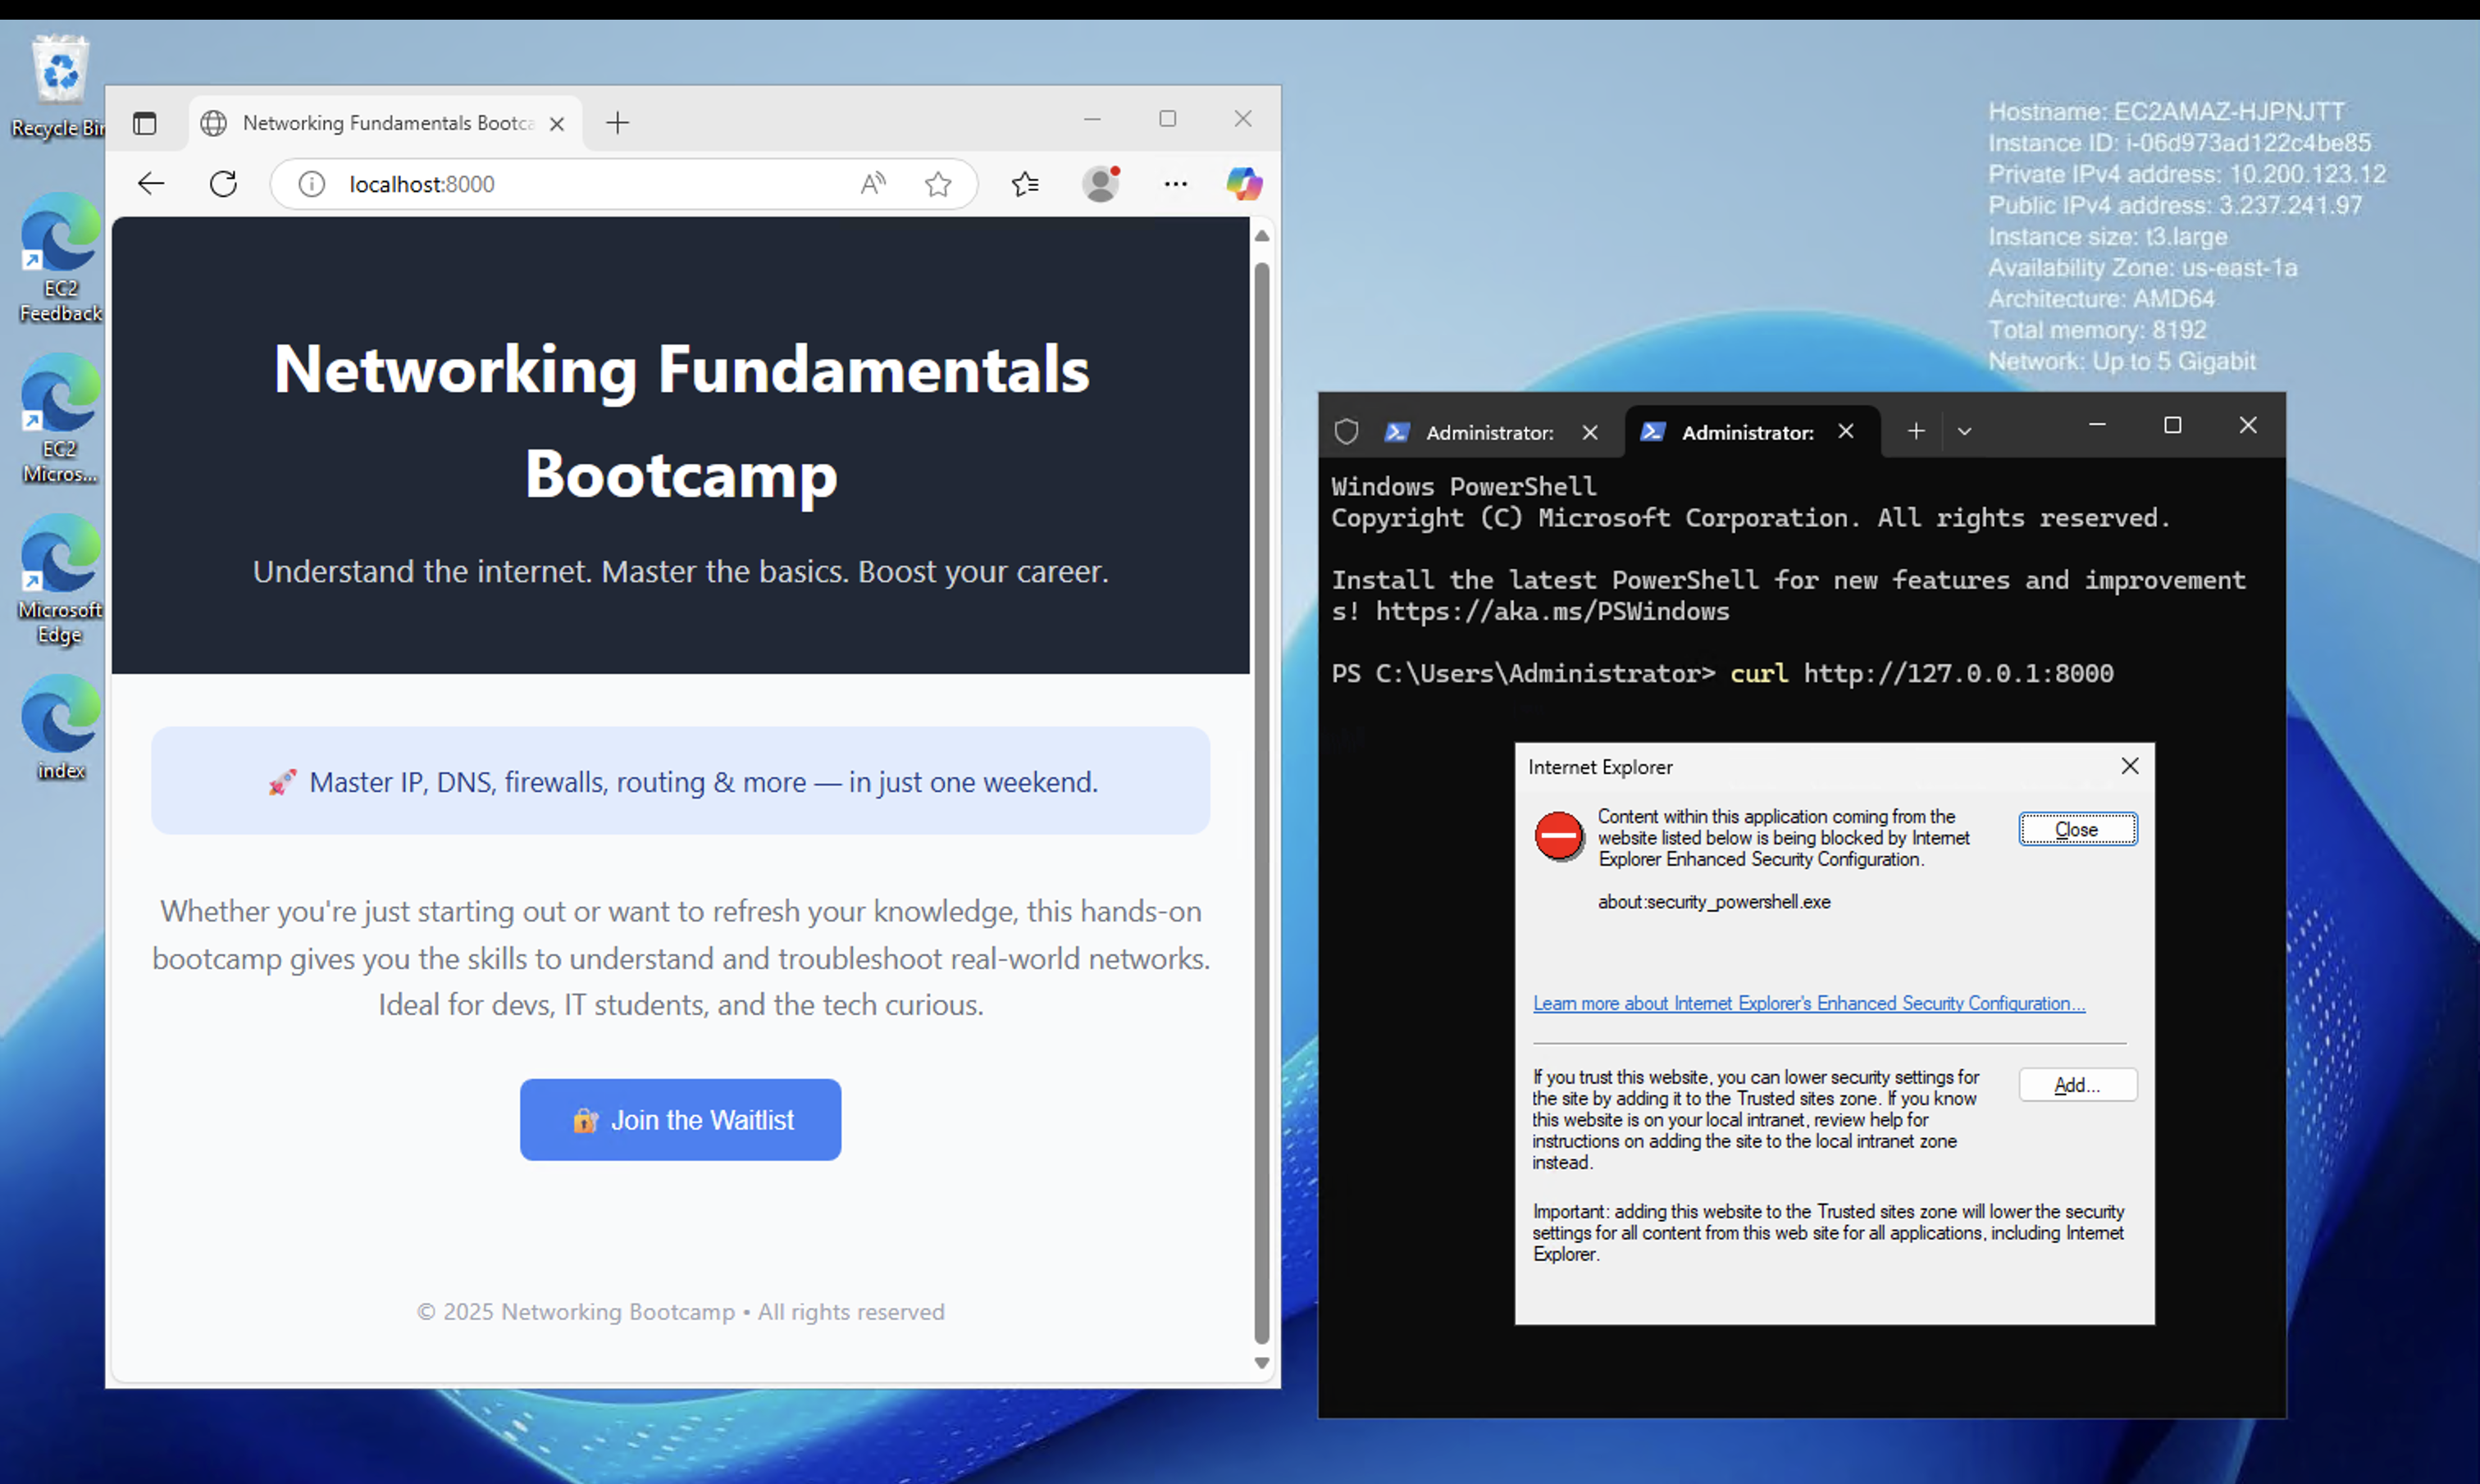 Recycle Bin
EC2
Feedback
EC2
Micros...
Microsoft
Edge
index
Networking Fundamentals Bootca
localhost:8000
Networking Fundamentals
Bootcamp
Understand the internet. Master the basics. Boost your career.
🚀 Master IP, DNS, firewalls, routing & more — in just one weekend.
Whether you're just starting out or want to refresh your knowledge, this hands-on
bootcamp gives you the skills to understand and troubleshoot real-world networks.
Ideal for devs, IT students, and the tech curious.
🔐 Join the Waitlist
© 2025 Networking Bootcamp • All rights reserved
Hostname: EC2AMAZ-HJPNJTT
Instance ID: i-06d973ad122c4be85
Private IPv4 address: 10.200.123.12
Public IPv4 address: 3.237.241.97
Instance size: t3.large
Availability Zone: us-east-1a
Architecture: AMD64
Total memory: 8192
Network: Up to 5 Gigabit
Administrator:
Administrator:
Windows PowerShell
Copyright (C) Microsoft Corporation. All rights reserved.
Install the latest PowerShell for new features and improvement
s! https://aka.ms/PSWindows
PS C:\Users\Administrator> curl http://127.0.0.1:8000
Internet Explorer
Content within this application coming from the
website listed below is being blocked by Internet
Explorer Enhanced Security Configuration.
Close
about:security_powershell.exe
Learn more about Internet Explorer's Enhanced Security Configuration...
If you trust this website, you can lower security settings for
the site by adding it to the Trusted sites zone. If you know
this website is on your local intranet, review help for
instructions on adding the site to the local intranet zone
instead.
Add...
Important: adding this website to the Trusted sites zone will lower the security
settings for all content from this web site for all applications, including Internet
Explorer.